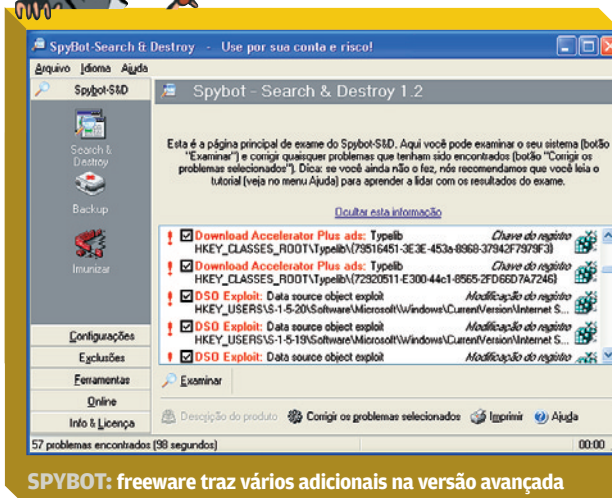 SpyBot-Search & Destroy - Use por sua conta e risco!
Arquivo Idioma Ajuda
Spybot-S&D
Search & Destroy
Backup
Imunizar
Configurações
Exclusões
Ferramentas
Online
Info & Licença
Spybot - Search & Destroy 1.2
Esta é a página principal de exame do Spybot-S&D. Aqui você pode examinar o seu sistema (botão
"Examinar") e corrigir quaisquer problemas que tenham sido encontrados (botão "Corrigir os
problemas selecionados"). Dica: se você ainda não o fez, nós recomendamos que você leia o
tutorial (veja no menu Ajuda) para aprender a lidar com os resultados do exame.
Ocultar esta informação
Download Accelerator Plus ads: Typelib Chave do registro
HKEY_CLASSES_ROOT\Typelib\{79516451-3E3E-453a-8968-37942F7979F3}
Download Accelerator Plus ads: Typelib Chave do registro
HKEY_CLASSES_ROOT\Typelib\{72920511-E300-44c1-8565-2FD66D7A7246}
DSO Exploit: Data source object exploit Modificação do registro
HKEY_USERS\S-1-5-20\Software\Microsoft\Windows\CurrentVersion\Internet S...
DSO Exploit: Data source object exploit Modificação do registro
HKEY_USERS\S-1-5-19\Software\Microsoft\Windows\CurrentVersion\Internet S...
DSO Exploit: Data source object exploit Modificação do registro
Examinar
Descrição do produto Corrigir os problemas selecionados Imprimir Ajuda
57 problemas encontrados (98 segundos) 00:00
SPYBOT: freeware traz vários adicionais na versão avançada